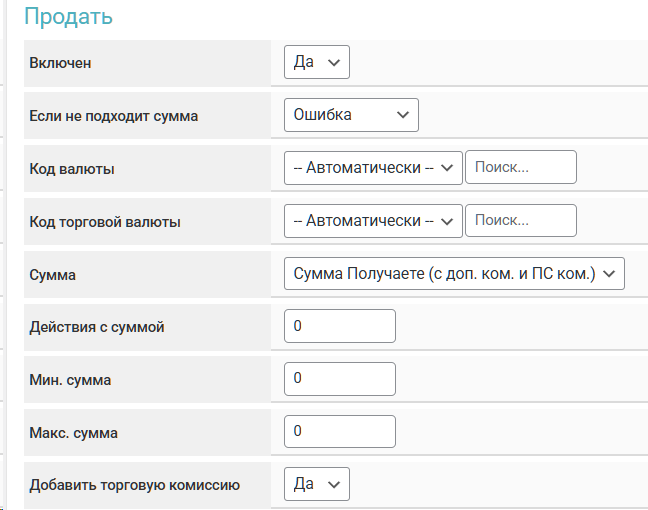 Продать
Включен Да
Если не подходит сумма Ошибка
Код валюты -- Автоматически -- Поиск...
Код торговой валюты -- Автоматически -- Поиск...
Сумма Сумма Получаете (с доп. ком. и ПС ком.)
Действия с суммой 0
Мин. сумма 0
Макс. сумма 0
Добавить торговую комиссию Да